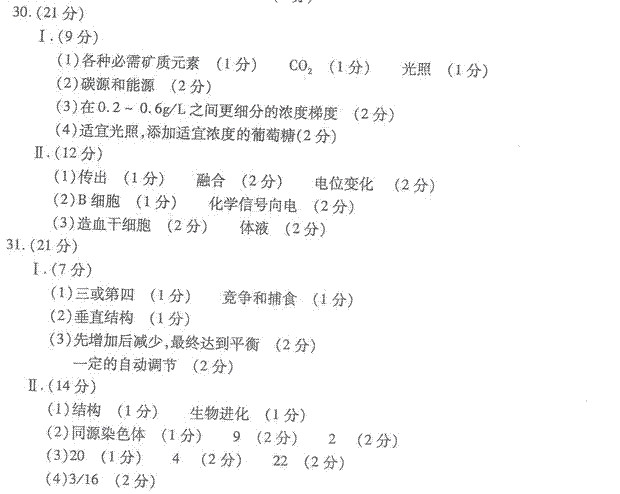 30.(21 分)
Ⅰ.(9 分)
(1)各种必需矿质元素 (1 分) CO₂ (1 分) 光照 (1 分)
(2)碳源和能源 (2 分)
(3)在 0.2 ~ 0.6g/L 之间更细分的浓度梯度 (2 分)
(4)适宜光照,添加适宜浓度的葡萄糖(2 分)
Ⅱ.(12 分)
(1)传出 (1 分) 融合 (2 分) 电位变化 (2 分)
(2)B 细胞 (1 分) 化学信号向电 (2 分)
(3)造血干细胞 (2 分) 体液 (2 分)
31.(21 分)
Ⅰ.(7 分)
(1)三或第四 (1 分) 竞争和捕食 (1 分)
(2)垂直结构 (1 分)
(3)先增加后减少,最终达到平衡 (2 分)
一定的自动调节 (2 分)
Ⅱ.(14 分)
(1)结构 (1 分) 生物进化 (1 分)
(2)同源染色体 (1 分) 9 (2 分) 2 (2 分)
(3)20 (1 分) 4 (2 分) 22 (2 分)
(4)3/16 (2 分)